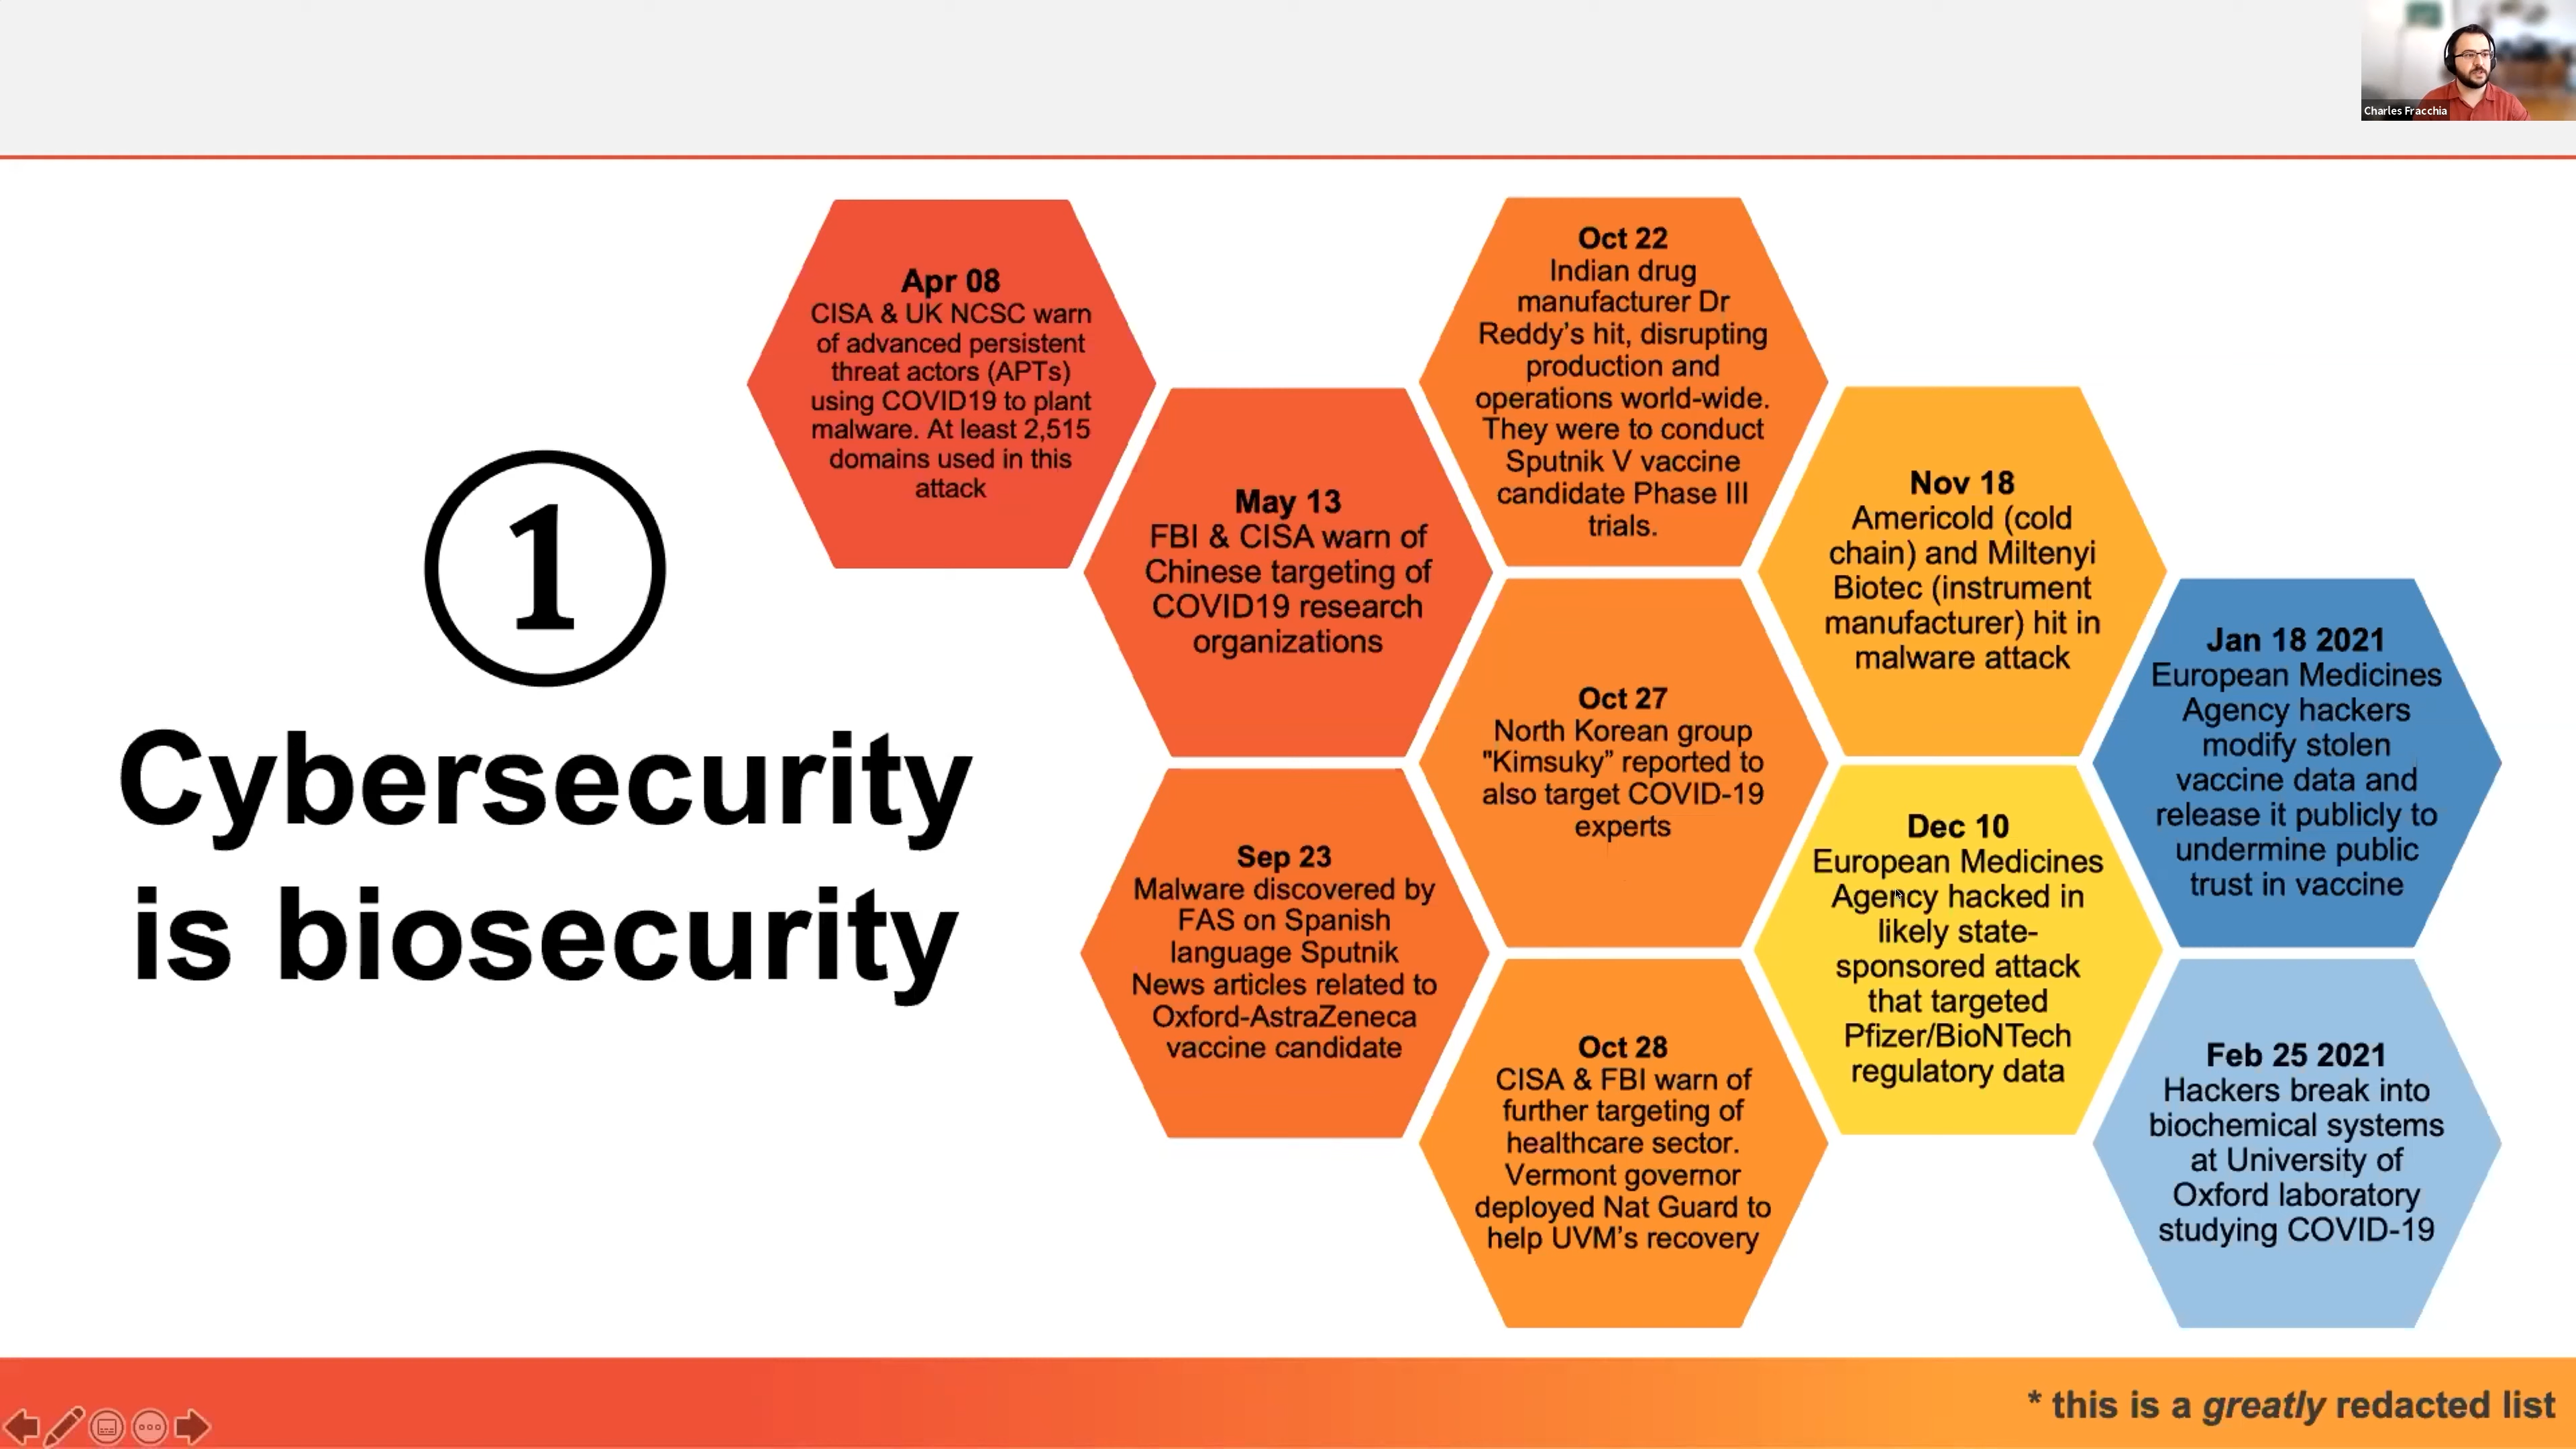 Charles Fracchia
1
Cybersecurity
is biosecurity
Apr 08
CISA & UK NCSC warn
of advanced persistent
threat actors (APTs)
using COVID19 to plant
malware. At least 2,515
domains used in this
attack
May 13
FBI & CISA warn of
Chinese targeting of
COVID19 research
organizations
Sep 23
Malware discovered by
FAS on Spanish
language Sputnik
News articles related to
Oxford-AstraZeneca
vaccine candidate
Oct 22
Indian drug
manufacturer Dr
Reddy’s hit, disrupting
production and
operations world-wide.
They were to conduct
Sputnik V vaccine
candidate Phase III
trials.
Oct 27
North Korean group
"Kimsuky” reported to
also target COVID-19
experts
Oct 28
CISA & FBI warn of
further targeting of
healthcare sector.
Vermont governor
deployed Nat Guard to
help UVM’s recovery
Nov 18
Americold (cold
chain) and Miltenyi
Biotec (instrument
manufacturer) hit in
malware attack
Dec 10
European Medicines
Agency hacked in
likely state-
sponsored attack
that targeted
Pfizer/BioNTech
regulatory data
Jan 18 2021
European Medicines
Agency hackers
modify stolen
vaccine data and
release it publicly to
undermine public
trust in vaccine
Feb 25 2021
Hackers break into
biochemical systems
at University of
Oxford laboratory
studying COVID-19
* this is a greatly redacted list